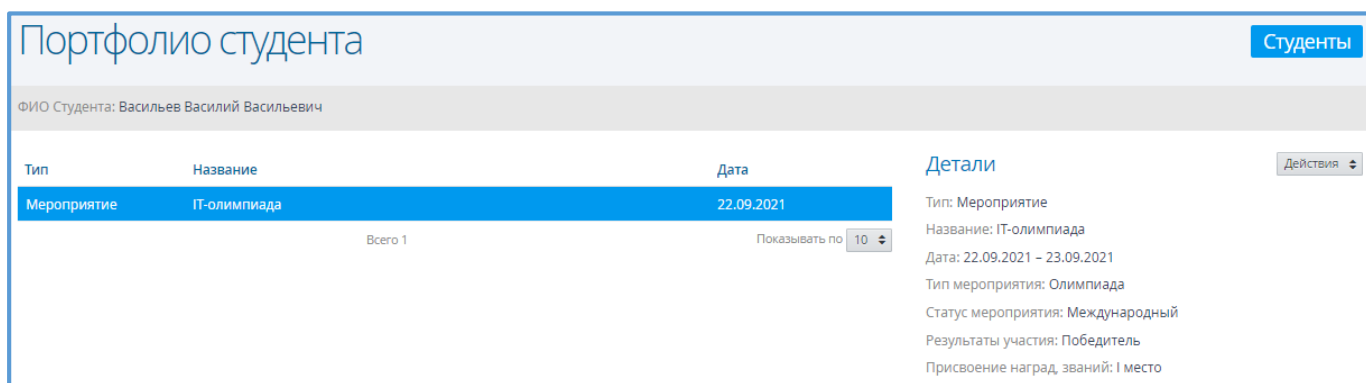 Портфолио студента
Студенты
ФИО Студента: Васильев Василий Васильевич
Тип Название Дата
Мероприятие IT-олимпиада 22.09.2021
Всего 1 Показывать по 10
Детали Действия
Тип: Мероприятие
Название: IT-олимпиада
Дата: 22.09.2021 – 23.09.2021
Тип мероприятия: Олимпиада
Статус мероприятия: Международный
Результаты участия: Победитель
Присвоение наград, званий: I место